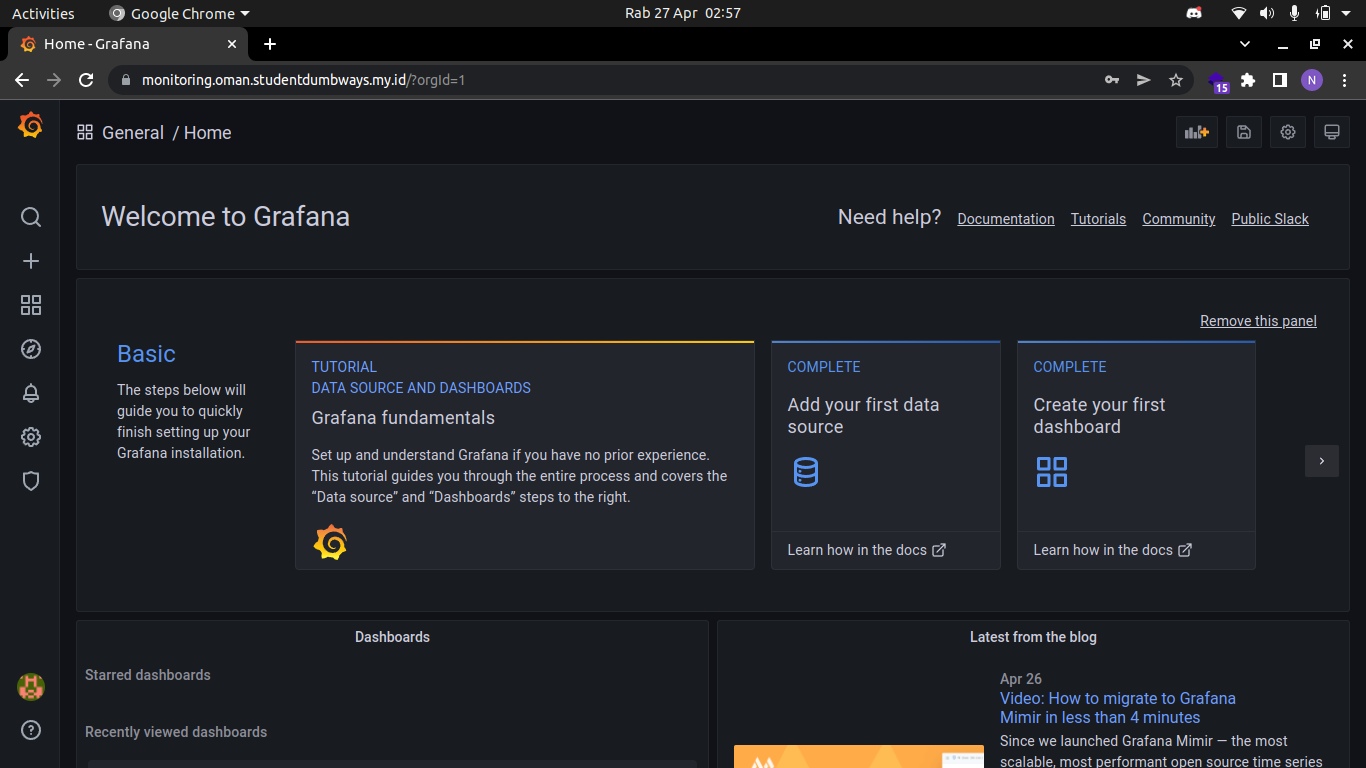 Activities
Google Chrome
Rab 27 Apr 02:57
Home - Grafana
monitoring.oman.studentdumbways.my.id/?orgId=1
15
N
General / Home
Welcome to Grafana
Need help?
Documentation
Tutorials
Community
Public Slack
Remove this panel
Basic
The steps below will
guide you to quickly
finish setting up your
Grafana installation.
TUTORIAL
DATA SOURCE AND DASHBOARDS
Grafana fundamentals
Set up and understand Grafana if you have no prior experience.
This tutorial guides you through the entire process and covers the
“Data source” and “Dashboards” steps to the right.
COMPLETE
Add your first data
source
Learn how in the docs
COMPLETE
Create your first
dashboard
Learn how in the docs
Dashboards
Starred dashboards
Recently viewed dashboards
Latest from the blog
Apr 26
Video: How to migrate to Grafana
Mimir in less than 4 minutes
Since we launched Grafana Mimir — the most
scalable, most performant open source time series